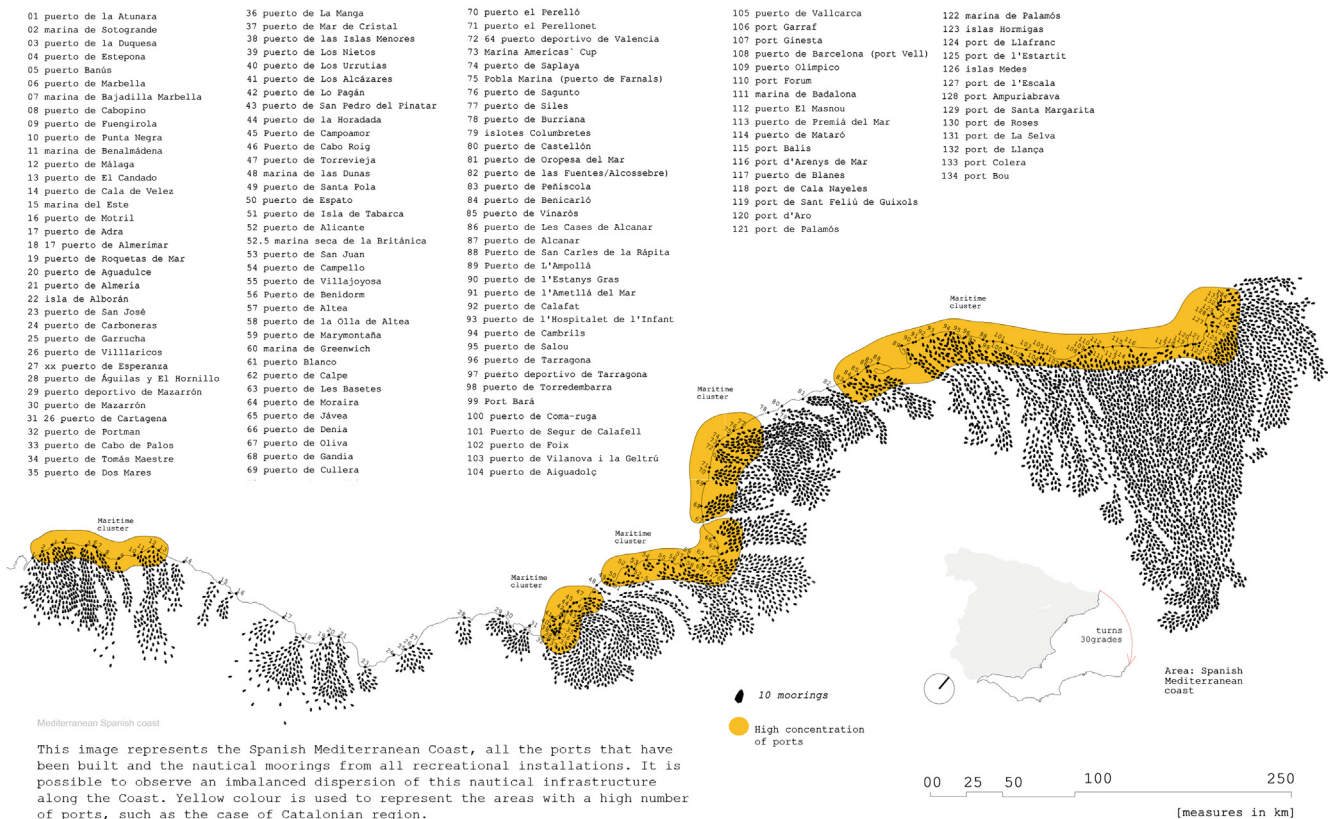 01 puerto de la Atunara
02 marina de Sotogrande
03 puerto de la Duquesa
04 puerto de Estepona
05 puerto Banús
06 puerto de Marbella
07 marina de Bajadilla Marbella
08 puerto de Cabopino
09 puerto de Fuengirola
10 puerto de Punta Negra
11 marina de Benalmádena
12 puerto de Málaga
13 puerto de El Candado
14 puerto de Cala de Velez
15 marina del Este
16 puerto de Motril
17 puerto de Adra
18 17 puerto de Almerimar
19 puerto de Roquetas de Mar
20 puerto de Aguadulce
21 puerto de Almería
22 isla de Alborán
23 puerto de San José
24 puerto de Carboneras
25 puerto de Garrucha
26 puerto de Villlaricos
27 xx puerto de Esperanza
28 puerto de Águilas y El Hornillo
29 puerto deportivo de Mazarrón
30 puerto de Mazarrón
31 26 puerto de Cartagena
32 puerto de Portman
33 puerto de Cabo de Palos
34 puerto de Tomás Maestre
35 puerto de Dos Mares
36 puerto de La Manga
37 puerto de Mar de Cristal
38 puerto de las Islas Menores
39 puerto de Los Nietos
40 puerto de Los Urrutias
41 puerto de Los Alcázares
42 puerto de Lo Pagán
43 puerto de San Pedro del Pinatar
44 puerto de la Horadada
45 Puerto de Campoamor
46 Puerto de Cabo Roig
47 puerto de Torrevieja
48 marina de las Dunas
49 puerto de Santa Pola
50 puerto de Espato
51 puerto de Isla de Tabarca
52 puerto de Alicante
52.5 marina seca de la Británica
53 puerto de San Juan
54 puerto de Campello
55 puerto de Villajoyosa
56 Puerto de Benidorm
57 puerto de Altea
58 puerto de la Olla de Altea
59 puerto de Marymontaña
60 marina de Greenwich
61 puerto Blanco
62 puerto de Calpe
63 puerto de Les Basetes
64 puerto de Moraira
65 puerto de Jávea
66 puerto de Denia
67 puerto de Oliva
68 puerto de Gandia
69 puerto de Cullera
70 puerto el Perelló
71 puerto el Perellonet
72 64 puerto deportivo de Valencia
73 Marina Americas` Cup
74 puerto de Saplaya
75 Pobla Marina (puerto de Farnals)
76 puerto de Sagunto
77 puerto de Siles
78 puerto de Burriana
79 islotes Columbretes
80 puerto de Castellón
81 puerto de Oropesa del Mar
82 puerto de las Fuentes/Alcossebre)
83 puerto de Peñiscola
84 puerto de Benicarló
85 puerto de Vinarós
86 puerto de Les Cases de Alcanar
87 puerto de Alcanar
88 Puerto de San Carles de la Rápita
89 Puerto de L'Ampollá
90 puerto de l'Estanys Gras
91 puerto de l'Ametllá del Mar
92 puerto de Calafat
93 puerto de l'Hospitalet de l'Infant
94 puerto de Cambrils
95 puerto de Salou
96 puerto de Tarragona
97 puerto deportivo de Tarragona
98 puerto de Torredembarra
99 Port Bará
100 puerto de Coma-ruga
101 Puerto de Segur de Calafell
102 Puerto de Foix
103 puerto de Vilanova i la Geltrú
104 puerto de Aiguadolç
105 puerto de Vallcarca
106 port Garraf
107 port Ginesta
108 puerto de Barcelona (port Vell)
109 puerto Olímpico
110 port Forum
111 marina de Badalona
112 puerto El Masnou
113 puerto de Premiá del Mar
114 puerto de Mataró
115 port Balís
116 port d'Arenys de Mar
117 puerto de Blanes
118 port de Cala Nayeles
119 port de Sant Feliú de Guixols
120 port d'Aro
121 port de Palamós
122 marina de Palamós
123 islas Hormigas
124 port de Llafranc
125 port de l'Estartit
126 islas Medes
127 port de l'Escala
128 port Ampuriabrava
129 port de Santa Margarita
130 port de Roses
131 port de La Selva
132 port de Llança
133 port Colera
134 port Bou
Maritime
cluster
Maritime
cluster
Maritime
cluster
Maritime
cluster
Maritime
cluster
14
15
16
17
18
28
29
30
31
49
78
80
81
82
turns
30grades
Area: Spanish
Mediterranean
coast
10 moorings
High concentration
of ports
Mediterranean Spanish coast
This image represents the Spanish Mediterranean Coast, all the ports that have
been built and the nautical moorings from all recreational installations. It is
possible to observe an imbalanced dispersion of this nautical infrastructure
along the Coast. Yellow colour is used to represent the areas with a high number
of ports, such as the case of Catalonian region.
00 25 50 100 250
[measures in km]